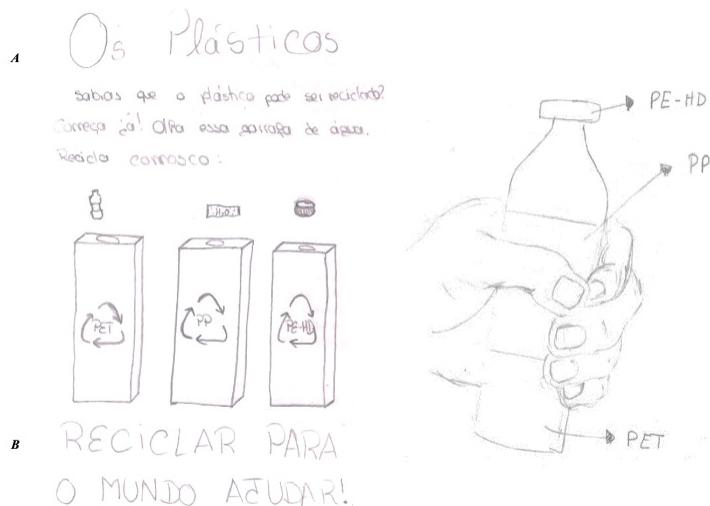 A
Os Plásticos
Sabias que o plástico pode ser reciclado?
Começa já! Olha essa garrafa de água.
Recicla connosco:
H₂O
PET
PP
PE-HD
B
RECICLAR PARA
O MUNDO AJUDAR!
PE-HD
PP
PET